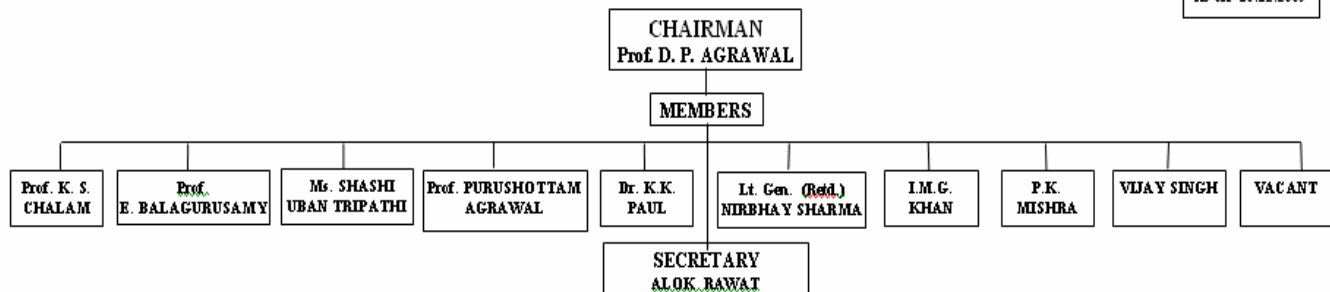 CHAIRMAN
Prof. D. P. AGRAWAL
MEMBERS
Prof. K. S.
CHALAM
Prof.
E. BALAGURUSAMY
Ms. SHASHI
UBAN TRIPATHI
Prof. PURUSHOTTAM
AGRAWAL
Dr. K.K.
PAUL
Lt. Gen. (Retd.)
NIRBHAY SHARMA
I.M.G.
KHAN
P.K.
MISHRA
VIJAY SINGH
VACANT
SECRETARY
ALOK RAWAT